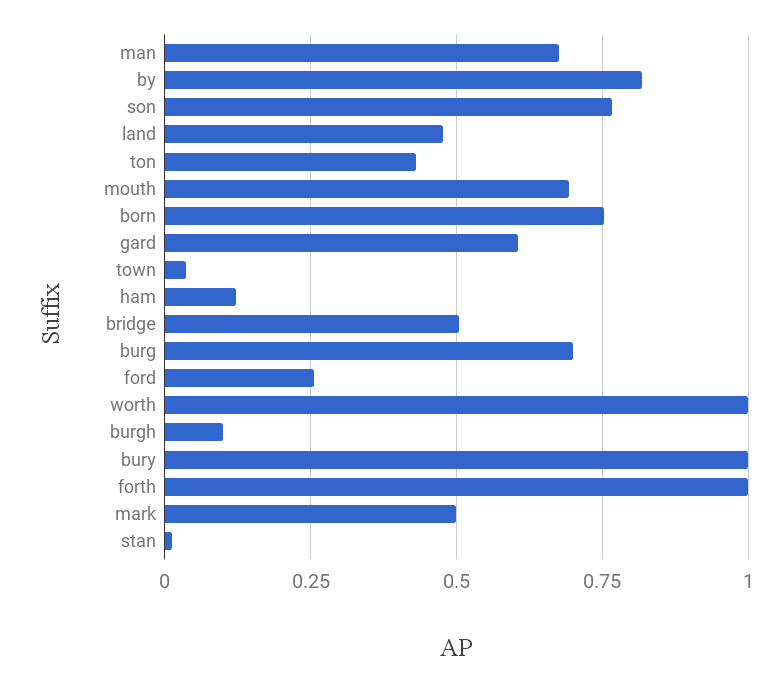 man
by
son
land
ton
mouth
born
gard
town
ham
bridge
burg
ford
worth
burgh
bury
forth
mark
stan
Suffix
0 0.25 0.5 0.75 1
AP